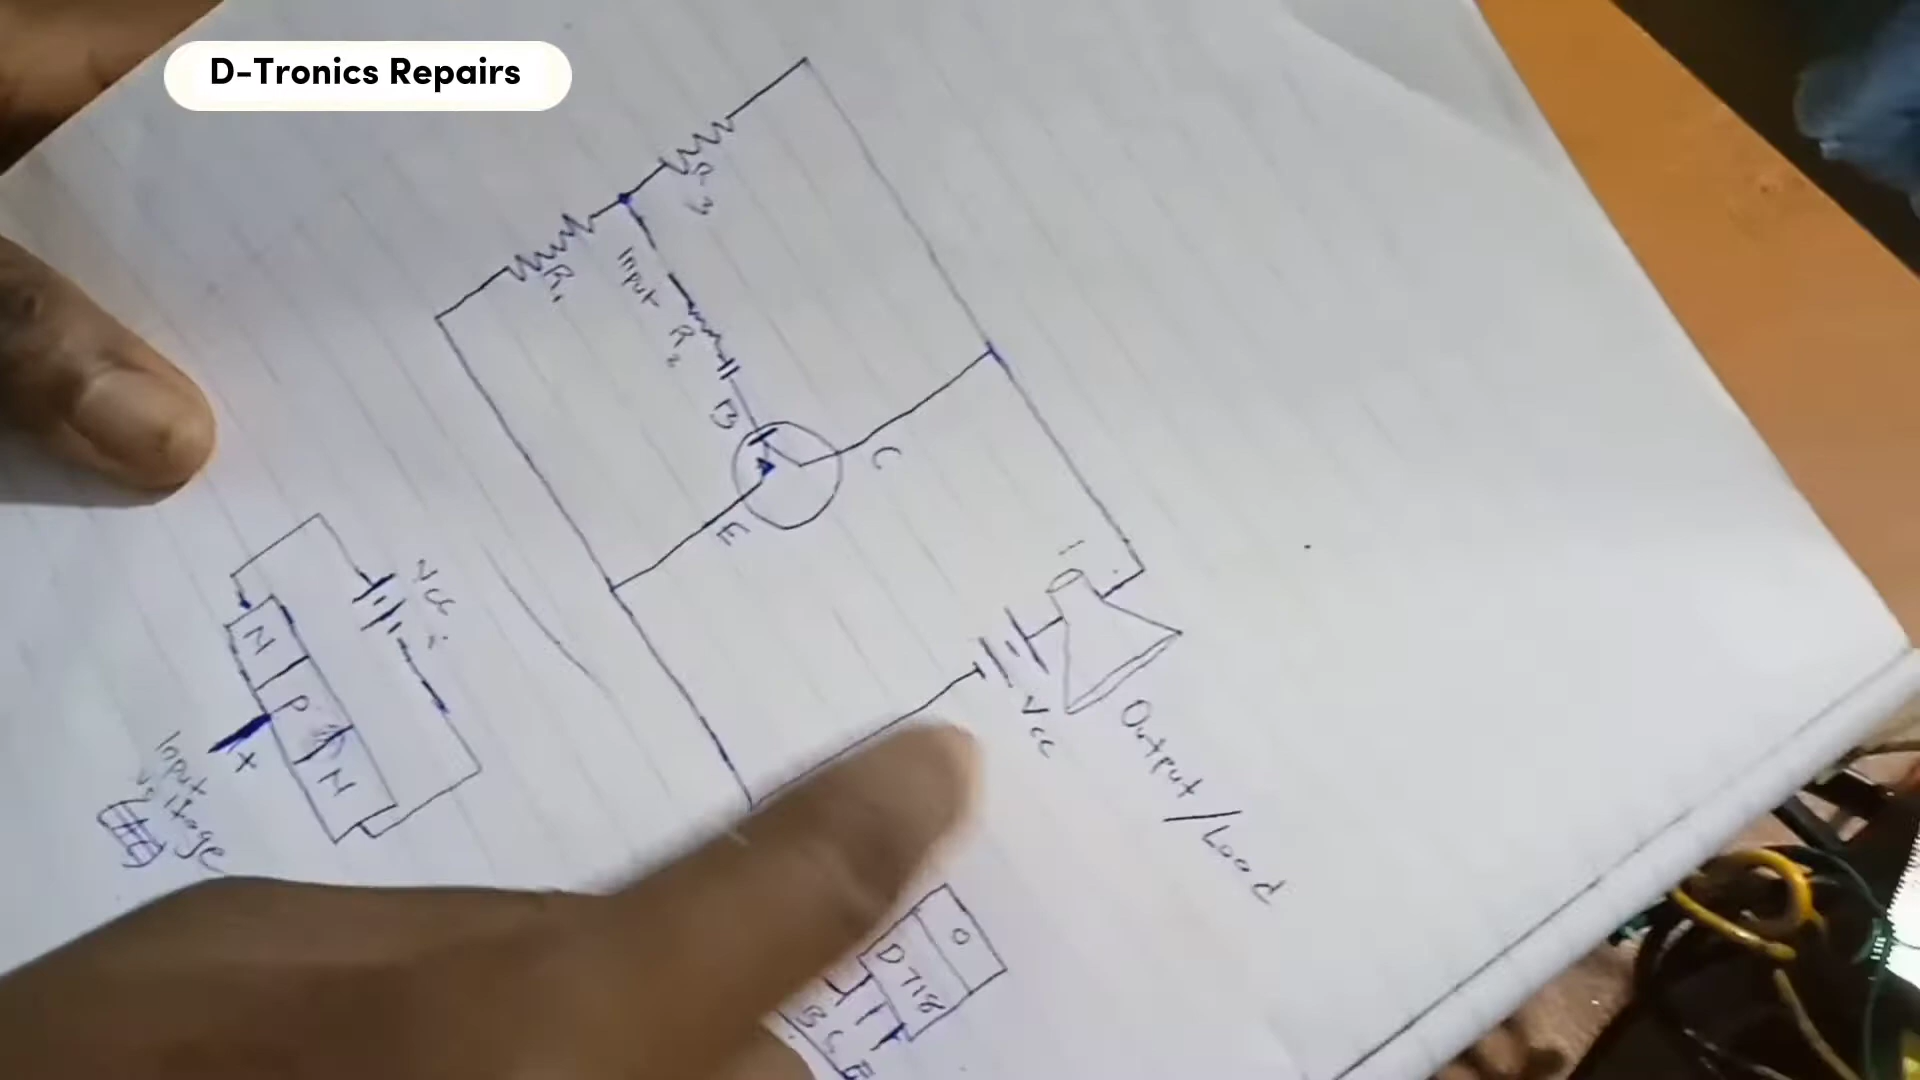 D-Tronics Repairs
R3
R1
Input
R2
B
C
E
Vcc
Vcc
Output/Load
N
P
N
+
Input
voltage
O
D718
B C E